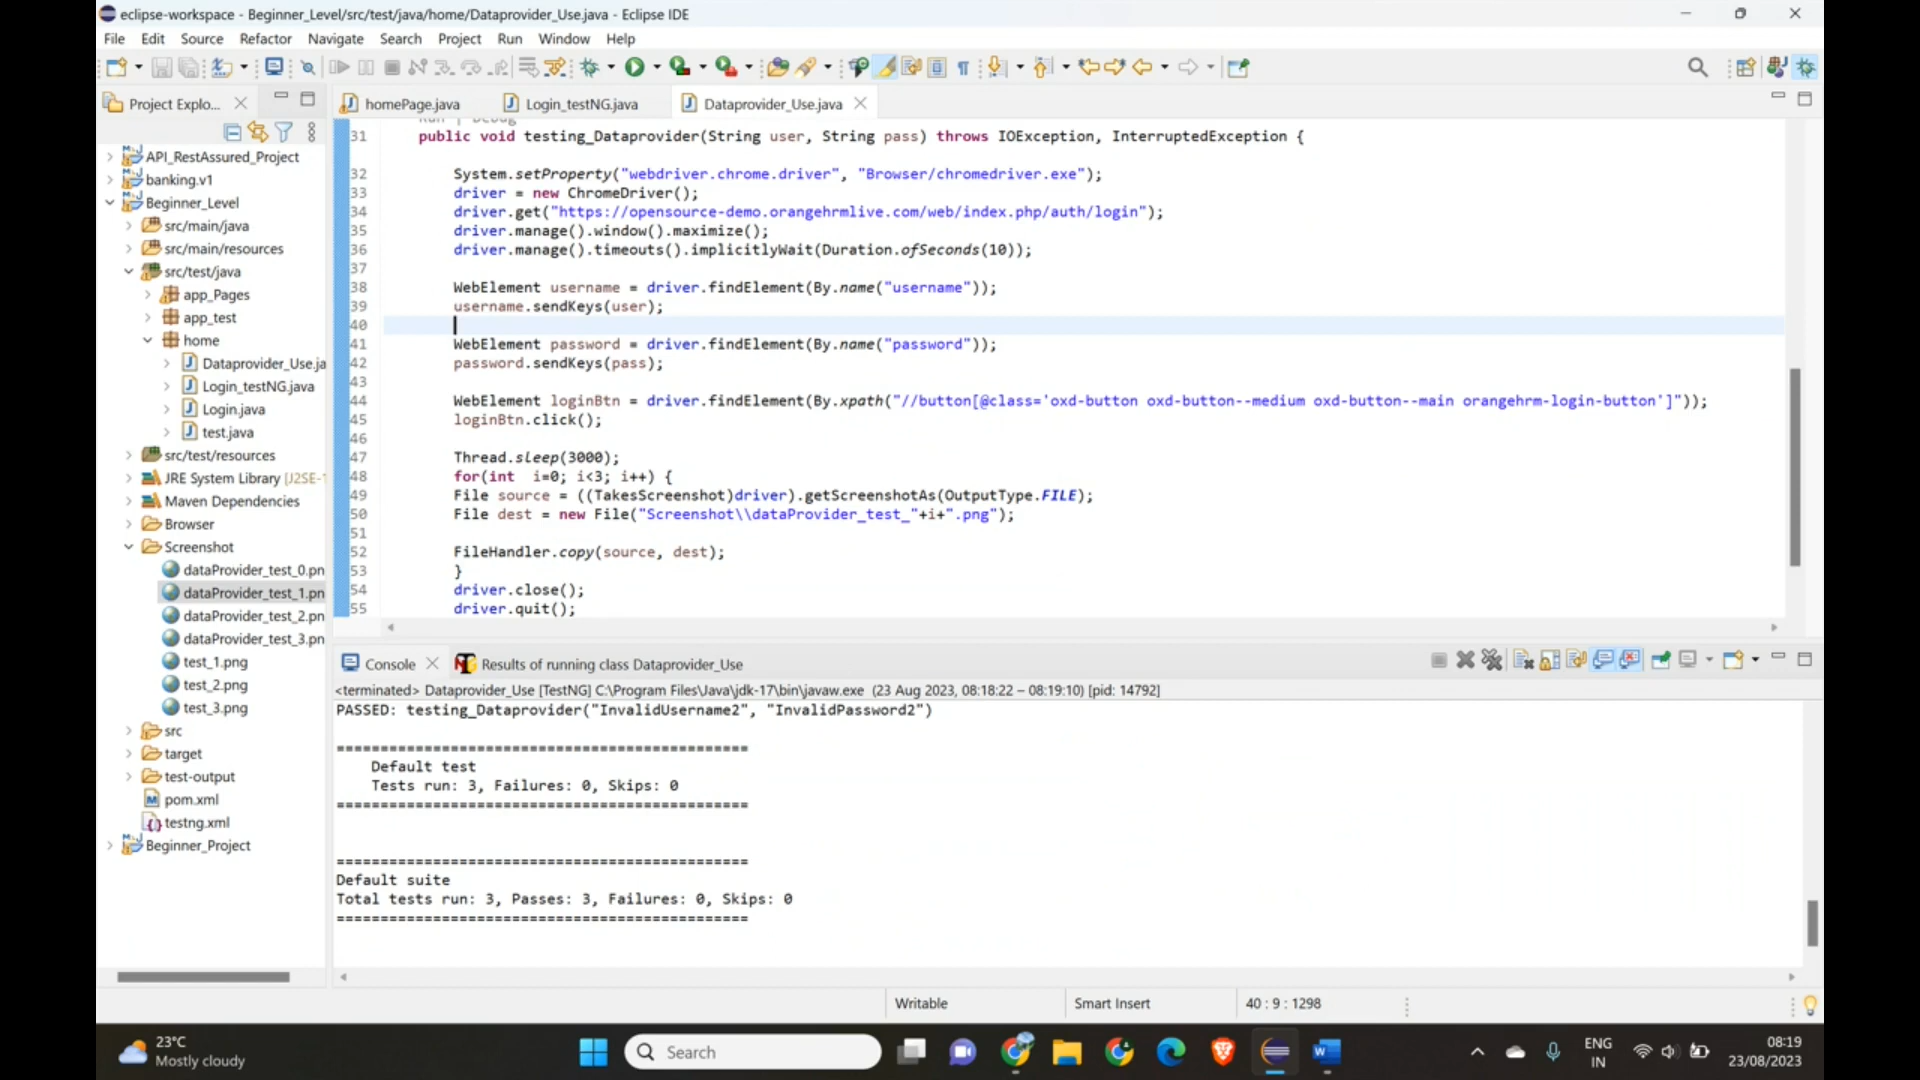 eclipse-workspace - Beginner_Level/src/test/java/home/Dataprovider_Use.java - Eclipse IDE
File Edit Source Refactor Navigate Search Project Run Window Help
Project Explo...
homePage.java
Login_testNG.java
Dataprovider_Use.java
API_RestAssured_Project
banking.v1
Beginner_Level
src/main/java
src/main/resources
src/test/java
app_Pages
app_test
home
Dataprovider_Use.ja
Login_testNG.java
Login.java
test.java
src/test/resources
JRE System Library [J2SE-1
Maven Dependencies
Browser
Screenshot
dataProvider_test_0.pn
dataProvider_test_1.pn
dataProvider_test_2.pn
dataProvider_test_3.pn
test_1.png
test_2.png
test_3.png
src
target
test-output
pom.xml
testng.xml
Beginner_Project
Run | Debug
31 public void testing_Dataprovider(String user, String pass) throws IOException, InterruptedException {
32 System.setProperty("webdriver.chrome.driver", "Browser/chromedriver.exe");
33 driver = new ChromeDriver();
34 driver.get("https://opensource-demo.orangehrmlive.com/web/index.php/auth/login");
35 driver.manage().window().maximize();
36 driver.manage().timeouts().implicitlyWait(Duration.ofSeconds(10));
37
38 WebElement username = driver.findElement(By.name("username"));
39 username.sendKeys(user);
40
41 WebElement password = driver.findElement(By.name("password"));
42 password.sendKeys(pass);
43
44 WebElement loginBtn = driver.findElement(By.xpath("//button[@class='oxd-button oxd-button--medium oxd-button--main orangehrm-login-button']"));
45 loginBtn.click();
46
47 Thread.sleep(3000);
48 for(int  i=0; i<3; i++) {
49 File source = ((TakesScreenshot)driver).getScreenshotAs(OutputType.FILE);
50 File dest = new File("Screenshot\\dataProvider_test_"+i+".png");
51
52 FileHandler.copy(source, dest);
53 }
54 driver.close();
55 driver.quit();
Console
Results of running class Dataprovider_Use
<terminated> Dataprovider_Use [TestNG] C:\Program Files\Java\jdk-17\bin\javaw.exe (23 Aug 2023, 08:18:22 – 08:19:10) [pid: 14792]
PASSED: testing_Dataprovider("InvalidUsername2", "InvalidPassword2")
===============================================
Default test
Tests run: 3, Failures: 0, Skips: 0
===============================================
===============================================
Default suite
Total tests run: 3, Passes: 3, Failures: 0, Skips: 0
===============================================
Writable
Smart Insert
40 : 9 : 1298
23°C
Mostly cloudy
Search
ENG
IN
08:19
23/08/2023